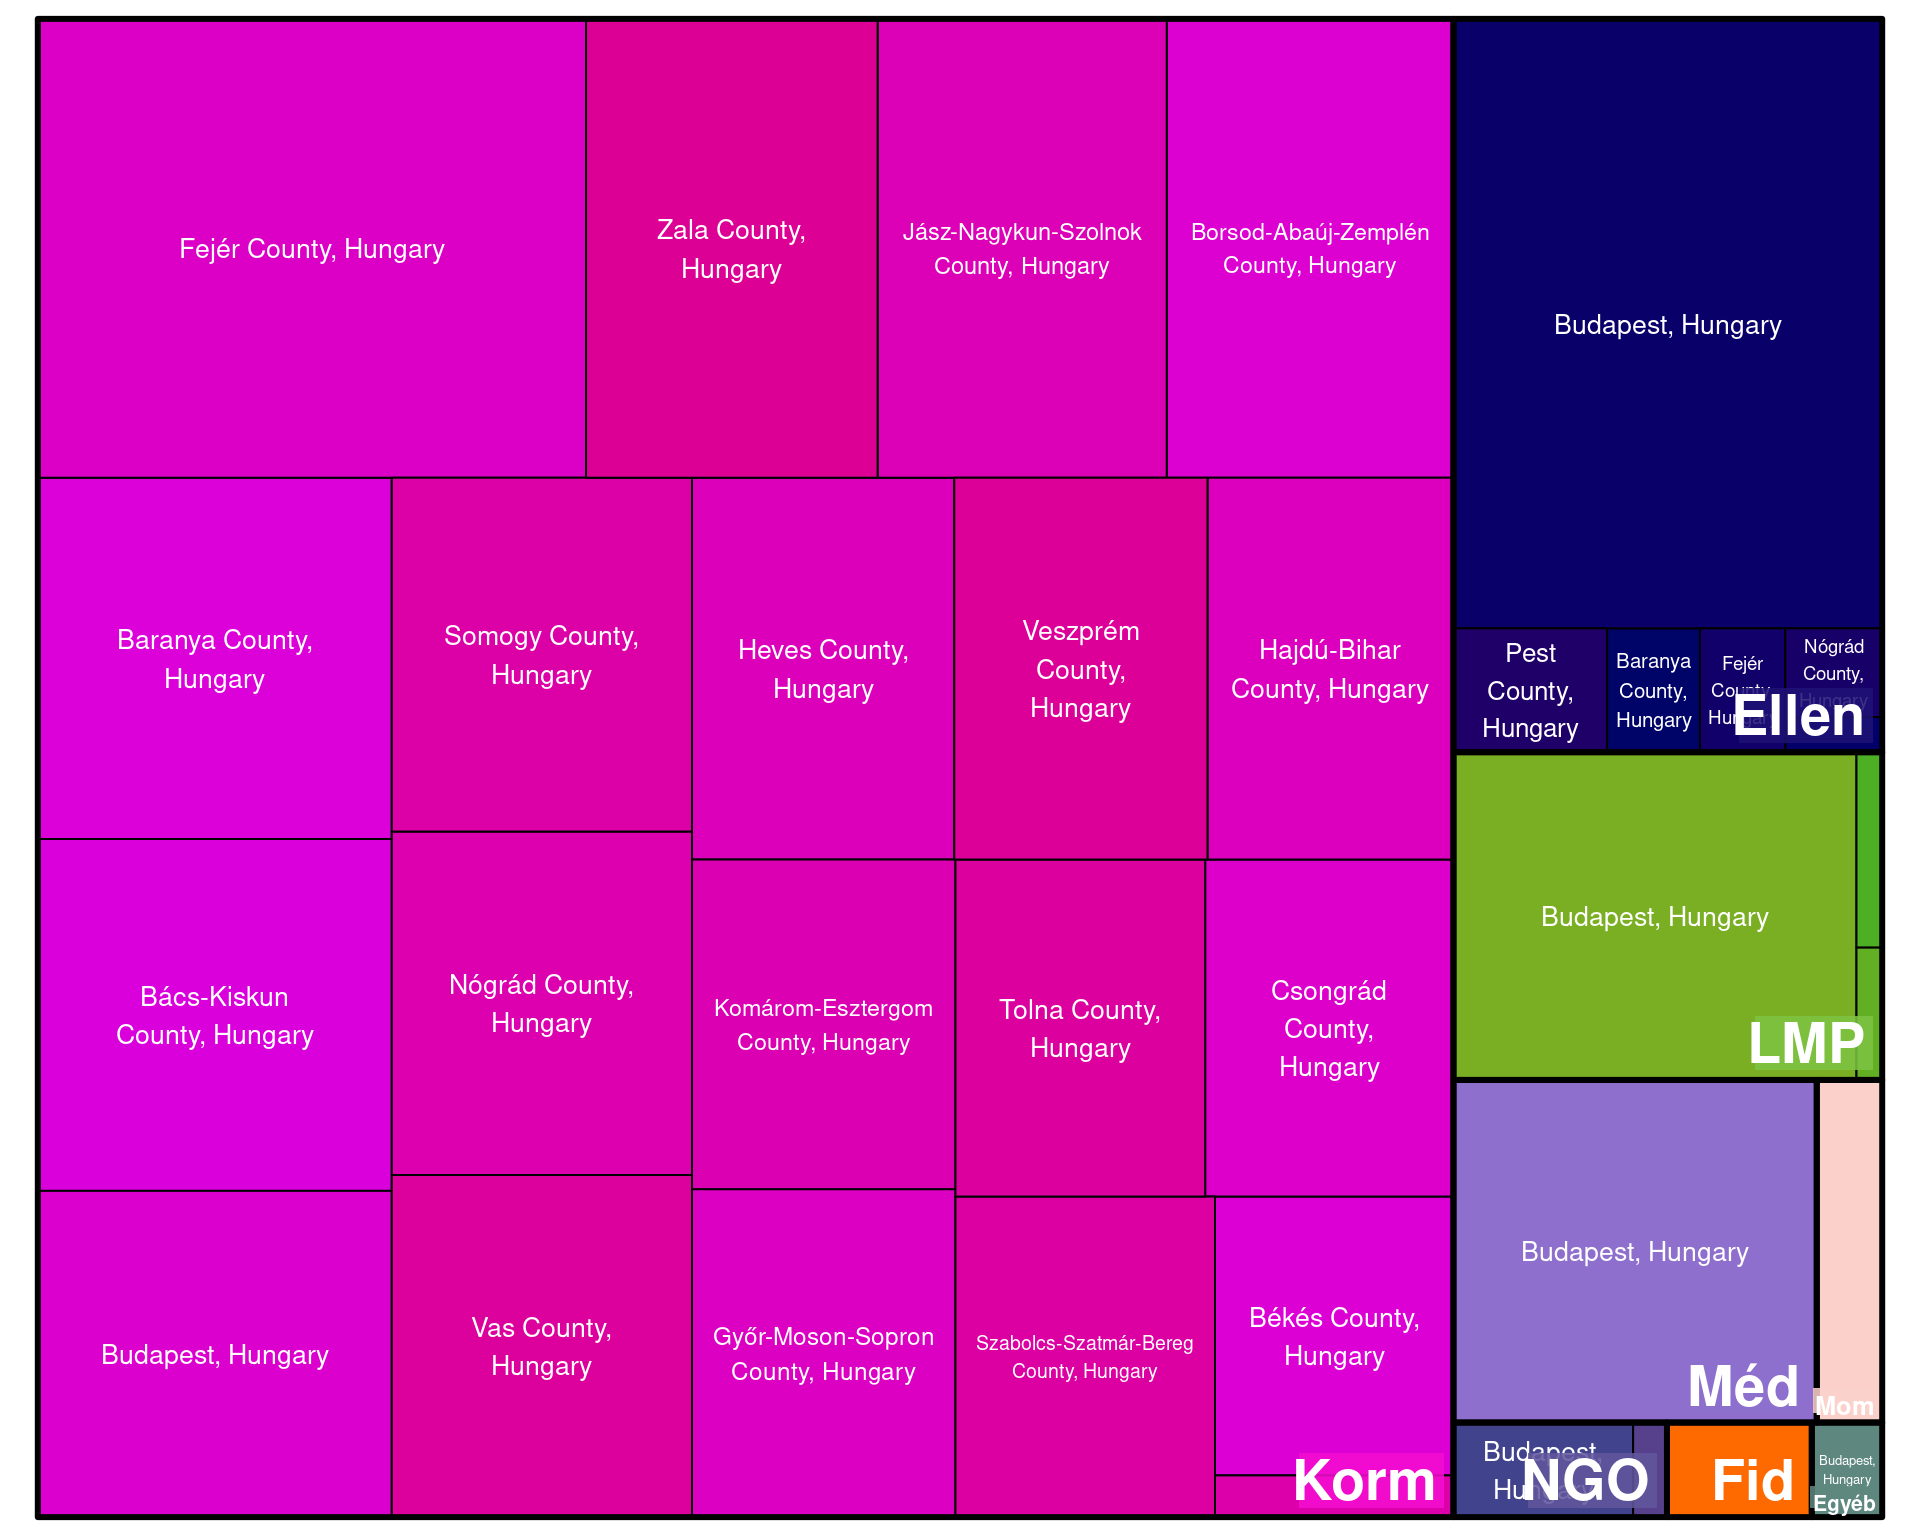 Fejér County, Hungary
Zala County,
Hungary
Jász-Nagykun-Szolnok
County, Hungary
Borsod-Abaúj-Zemplén
County, Hungary
Baranya County,
Hungary
Somogy County,
Hungary
Heves County,
Hungary
Veszprém
County,
Hungary
Hajdú-Bihar
County, Hungary
Bács-Kiskun
County, Hungary
Nógrád County,
Hungary
Komárom-Esztergom
County, Hungary
Tolna County,
Hungary
Csongrád
County,
Hungary
Budapest, Hungary
Vas County,
Hungary
Győr-Moson-Sopron
County, Hungary
Szabolcs-Szatmár-Bereg
County, Hungary
Békés County,
Hungary
Korm
Budapest, Hungary
Pest
County,
Hungary
Baranya
County,
Hungary
Fejér
County,
Hungary
Nógrád
County,
Hungary
Ellen
Budapest, Hungary
LMP
Budapest, Hungary
Méd
Mom
Budapest,
Hungary
NGO
Fid
Budapest,
Hungary
Egyéb